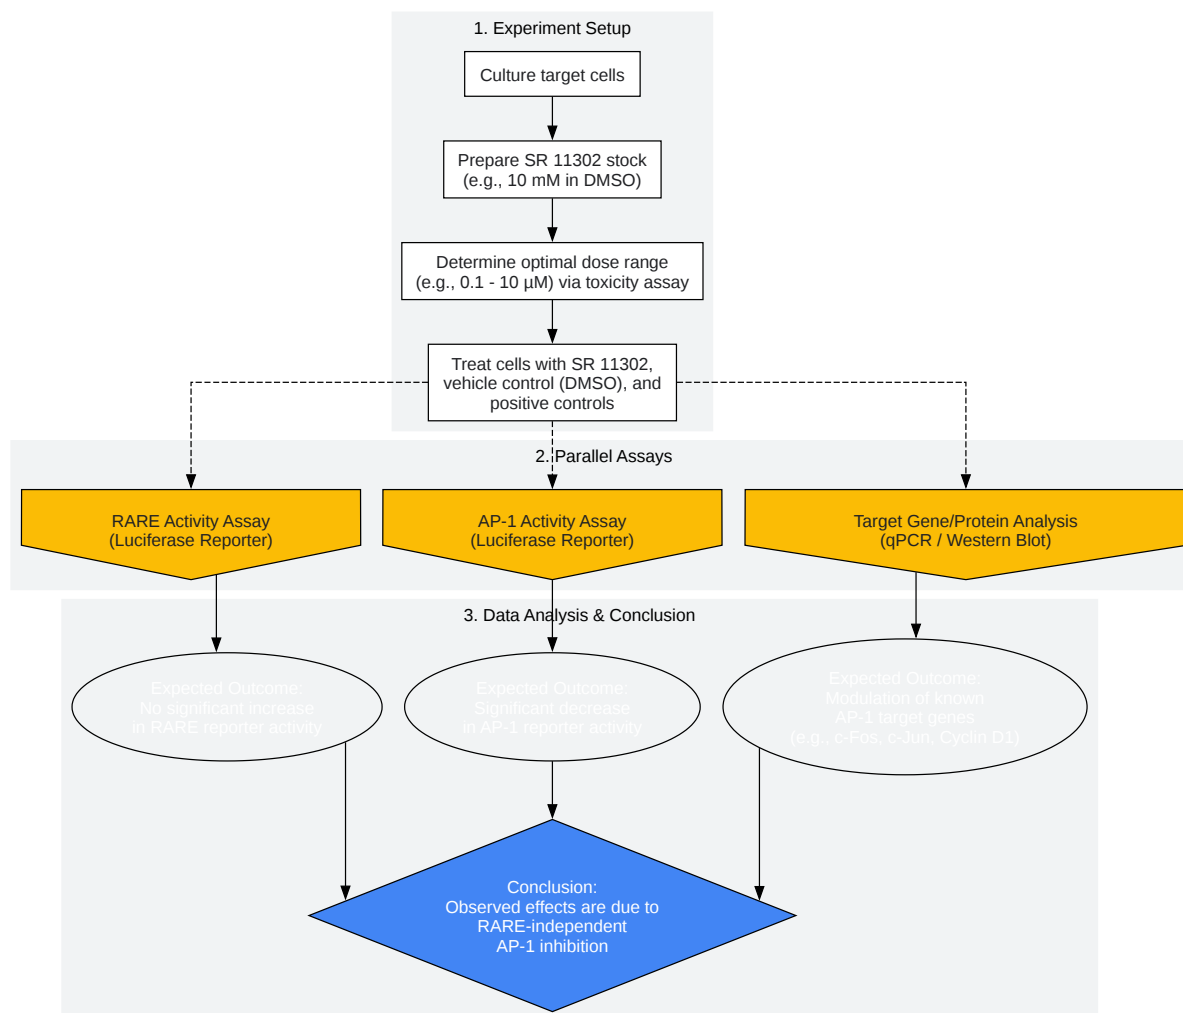 1. Experiment Setup
Culture target cells
Prepare SR 11302 stock
(e.g., 10 mM in DMSO)
Determine optimal dose range
(e.g., 0.1 - 10 µM) via toxicity assay
Treat cells with SR 11302,
vehicle control (DMSO), and
positive controls
2. Parallel Assays
RARE Activity Assay
(Luciferase Reporter)
AP-1 Activity Assay
(Luciferase Reporter)
Target Gene/Protein Analysis
(qPCR / Western Blot)
3. Data Analysis & Conclusion
Expected Outcome:
No significant increase
in RARE reporter activity
Expected Outcome:
Significant decrease
in AP-1 reporter activity
Expected Outcome:
Modulation of known
AP-1 target genes
(e.g., c-Fos, c-Jun, Cyclin D1)
Conclusion:
Observed effects are due to
RARE-independent
AP-1 inhibition